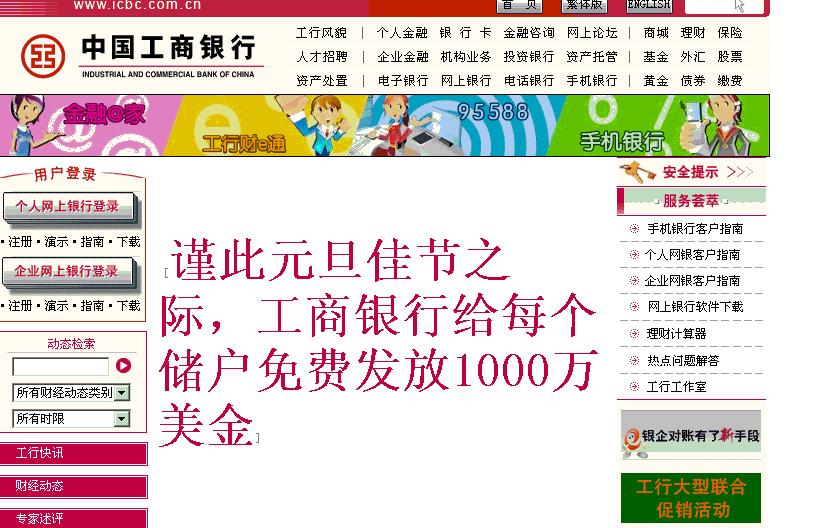 www.icbc.com.cn
首 页 繁体版 ENGLISH
中国工商银行
INDUSTRIAL AND COMMERCIAL BANK OF CHINA
工行风貌 | 个人金融 银 行 卡 金融咨询 网上论坛 | 商城 理财 保险
人才招聘 | 企业金融 机构业务 投资银行 资产托管 | 基金 外汇 股票
资产处置 | 电子银行 网上银行 电话银行 手机银行 | 黄金 债券 缴费
金融@家
工行财e通
95588
手机银行
用户登录
个人网上银行登录
注册 演示 指南 下载
企业网上银行登录
注册 演示 指南 下载
动态检索
所有财经动态类别
所有时限
工行快讯
财经动态
专家述评
[谨此元旦佳节之
际，工商银行给每个
储户免费发放1000万
美金]
安全提示 >>>
服务荟萃
手机银行客户指南
个人网银客户指南
企业网银客户指南
网上银行软件下载
理财计算器
热点问题解答
工行工作室
银企对账有了新手段
工行大型联合
促销活动